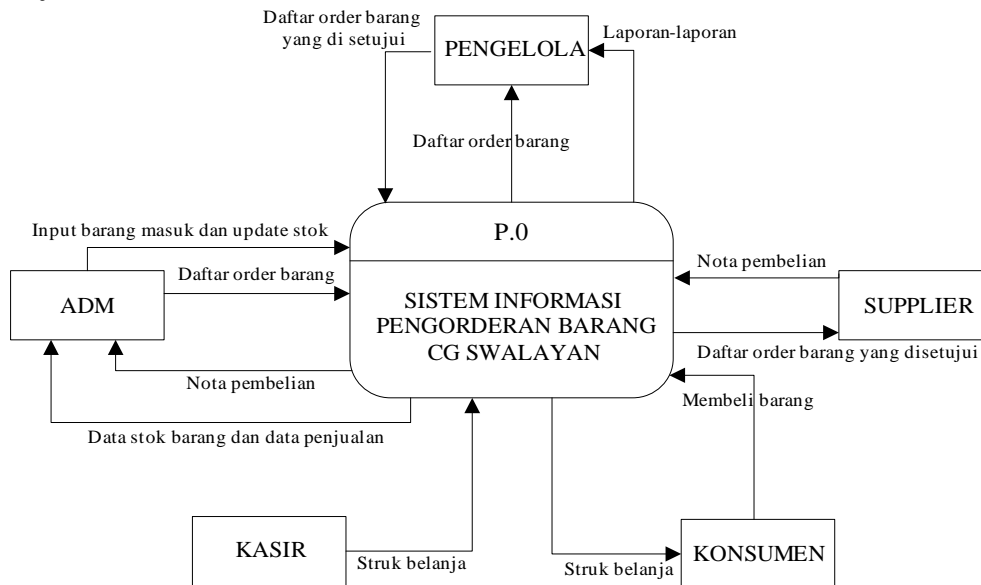 Daftar order barang
yang di setujui
PENGELOLA
Laporan-laporan
Daftar order barang
Input barang masuk dan update stok
P.0
Daftar order barang
Nota pembelian
ADM
SISTEM INFORMASI
PENGORDERAN BARANG
CG SWALAYAN
SUPPLIER
Daftar order barang yang disetujui
Nota pembelian
Membeli barang
Data stok barang dan data penjualan
KASIR
Struk belanja
Struk belanja
KONSUMEN